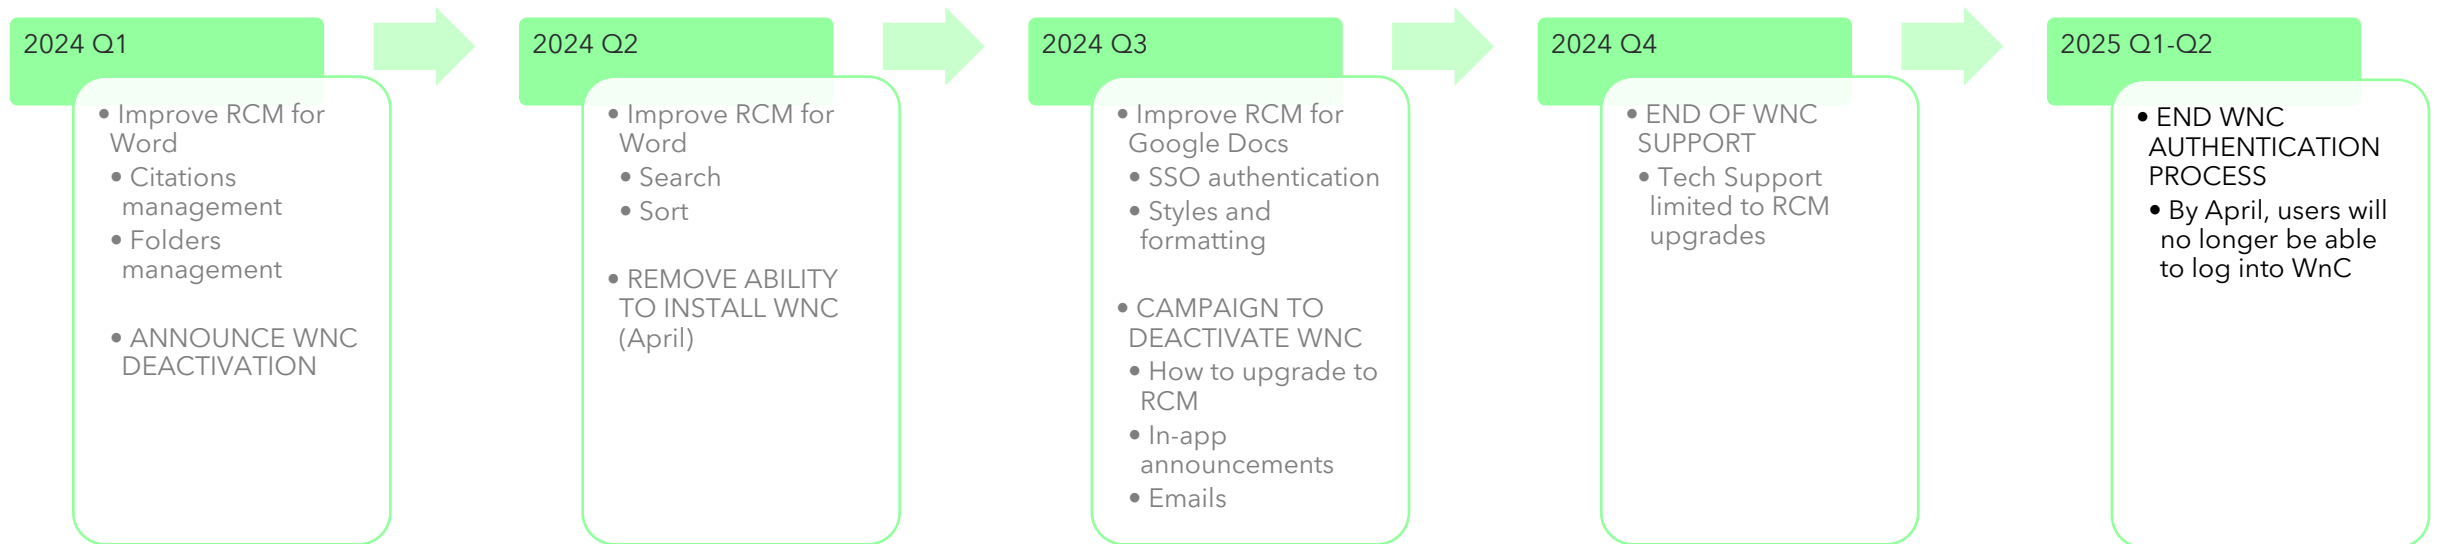 2024 Q1
• Improve RCM for
Word
• Citations
management
• Folders
management
• ANNOUNCE WNC
DEACTIVATION
2024 Q2
• Improve RCM for
Word
• Search
• Sort
• REMOVE ABILITY
TO INSTALL WNC
(April)
2024 Q3
• Improve RCM for
Google Docs
• SSO authentication
• Styles and
formatting
• CAMPAIGN TO
DEACTIVATE WNC
• How to upgrade to
RCM
• In-app
announcements
• Emails
2024 Q4
• END OF WNC
SUPPORT
• Tech Support
limited to RCM
upgrades
2025 Q1-Q2
• END WNC
AUTHENTICATION
PROCESS
• By April, users will
no longer be able
to log into WnC